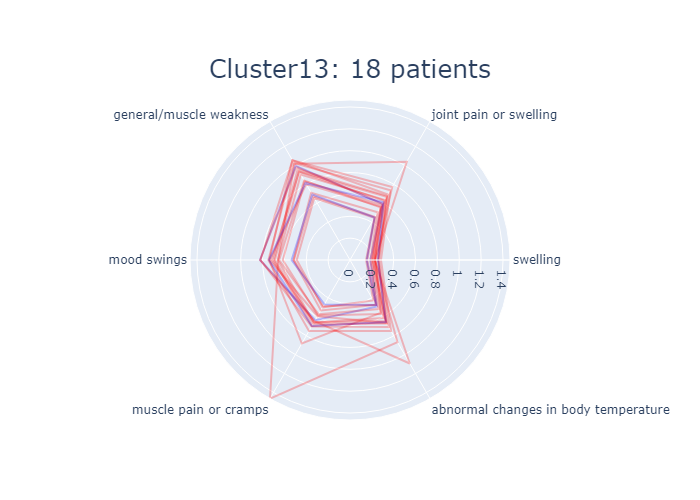 Cluster13: 18 patients
general/muscle weakness
joint pain or swelling
mood swings
swelling
0
0.2
0.4
0.6
0.8
1
1.2
1.4
muscle pain or cramps
abnormal changes in body temperature